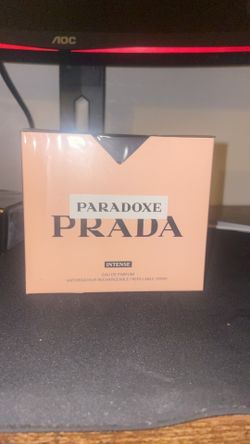 AOC
PARADOXE
PRADA
INTENSE
EAU DE PARFUM